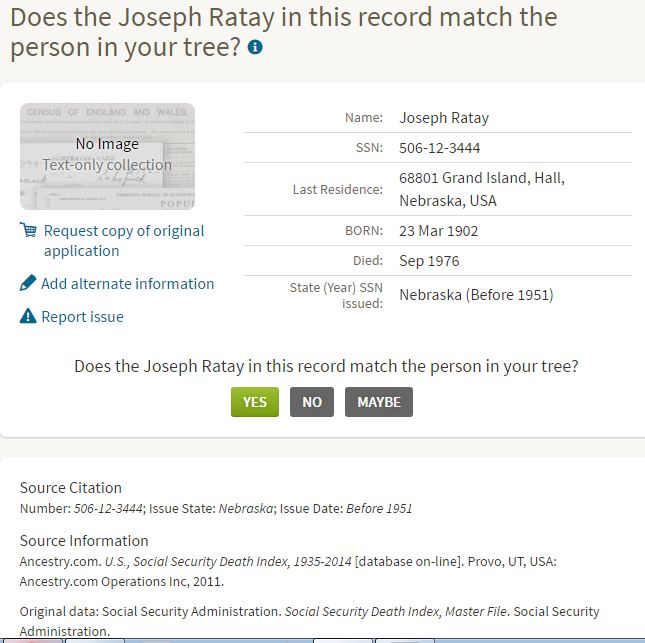 Does the Joseph Ratay in this record match the
person in your tree?
CENSUS OF ENGLAND AND WALES,
No Image
Text-only collection
POPU
Request copy of original
application
Add alternate information
Report issue
Name: Joseph Ratay
SSN: 506-12-3444
Last Residence: 68801 Grand Island, Hall,
Nebraska, USA
BORN: 23 Mar 1902
Died: Sep 1976
State (Year) SSN
issued: Nebraska (Before 1951)
Does the Joseph Ratay in this record match the person in your tree?
YES NO MAYBE
Source Citation
Number: 506-12-3444; Issue State: Nebraska; Issue Date: Before 1951
Source Information
Ancestry.com. U.S., Social Security Death Index, 1935-2014 [database on-line]. Provo, UT, USA:
Ancestry.com Operations Inc, 2011.
Original data: Social Security Administration. Social Security Death Index, Master File. Social Security
Administration.